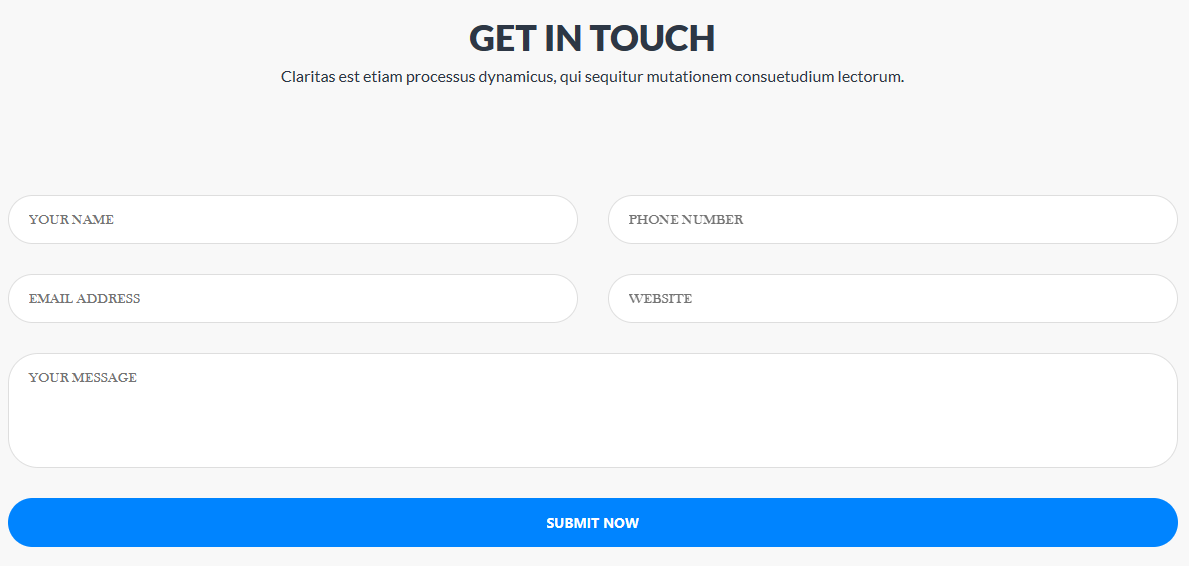 GET IN TOUCH
Claritas est etiam processus dynamicus, qui sequitur mutationem consuetudium lectorum.
YOUR NAME
PHONE NUMBER
EMAIL ADDRESS
WEBSITE
YOUR MESSAGE
SUBMIT NOW